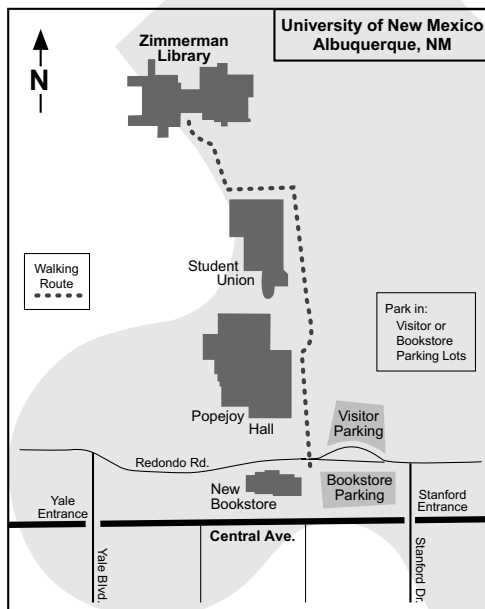 University of New Mexico
Albuquerque, NM
Zimmerman
Library
N
Walking
Route
Student
Union
Park in:
Visitor or
Bookstore
Parking Lots
Popejoy
Hall
Visitor
Parking
Redondo Rd.
New
Bookstore
Bookstore
Parking
Yale
Entrance
Stanford
Entrance
Central Ave.
Yale Blvd.
Stanford Dr.